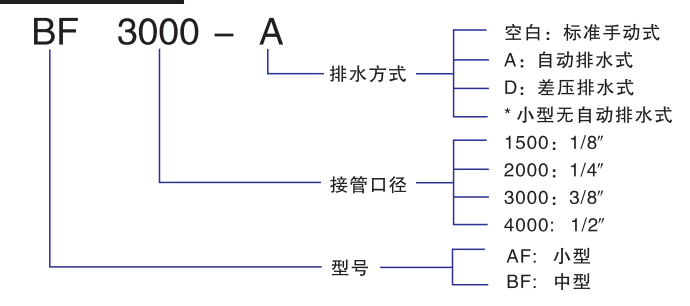 BF 3000 - A
排水方式
空白：标准手动式
A：自动排水式
D：差压排水式
* 小型无自动排水式
接管口径
1500：1/8″
2000：1/4″
3000：3/8″
4000： 1/2″
型号
AF： 小型
BF： 中型